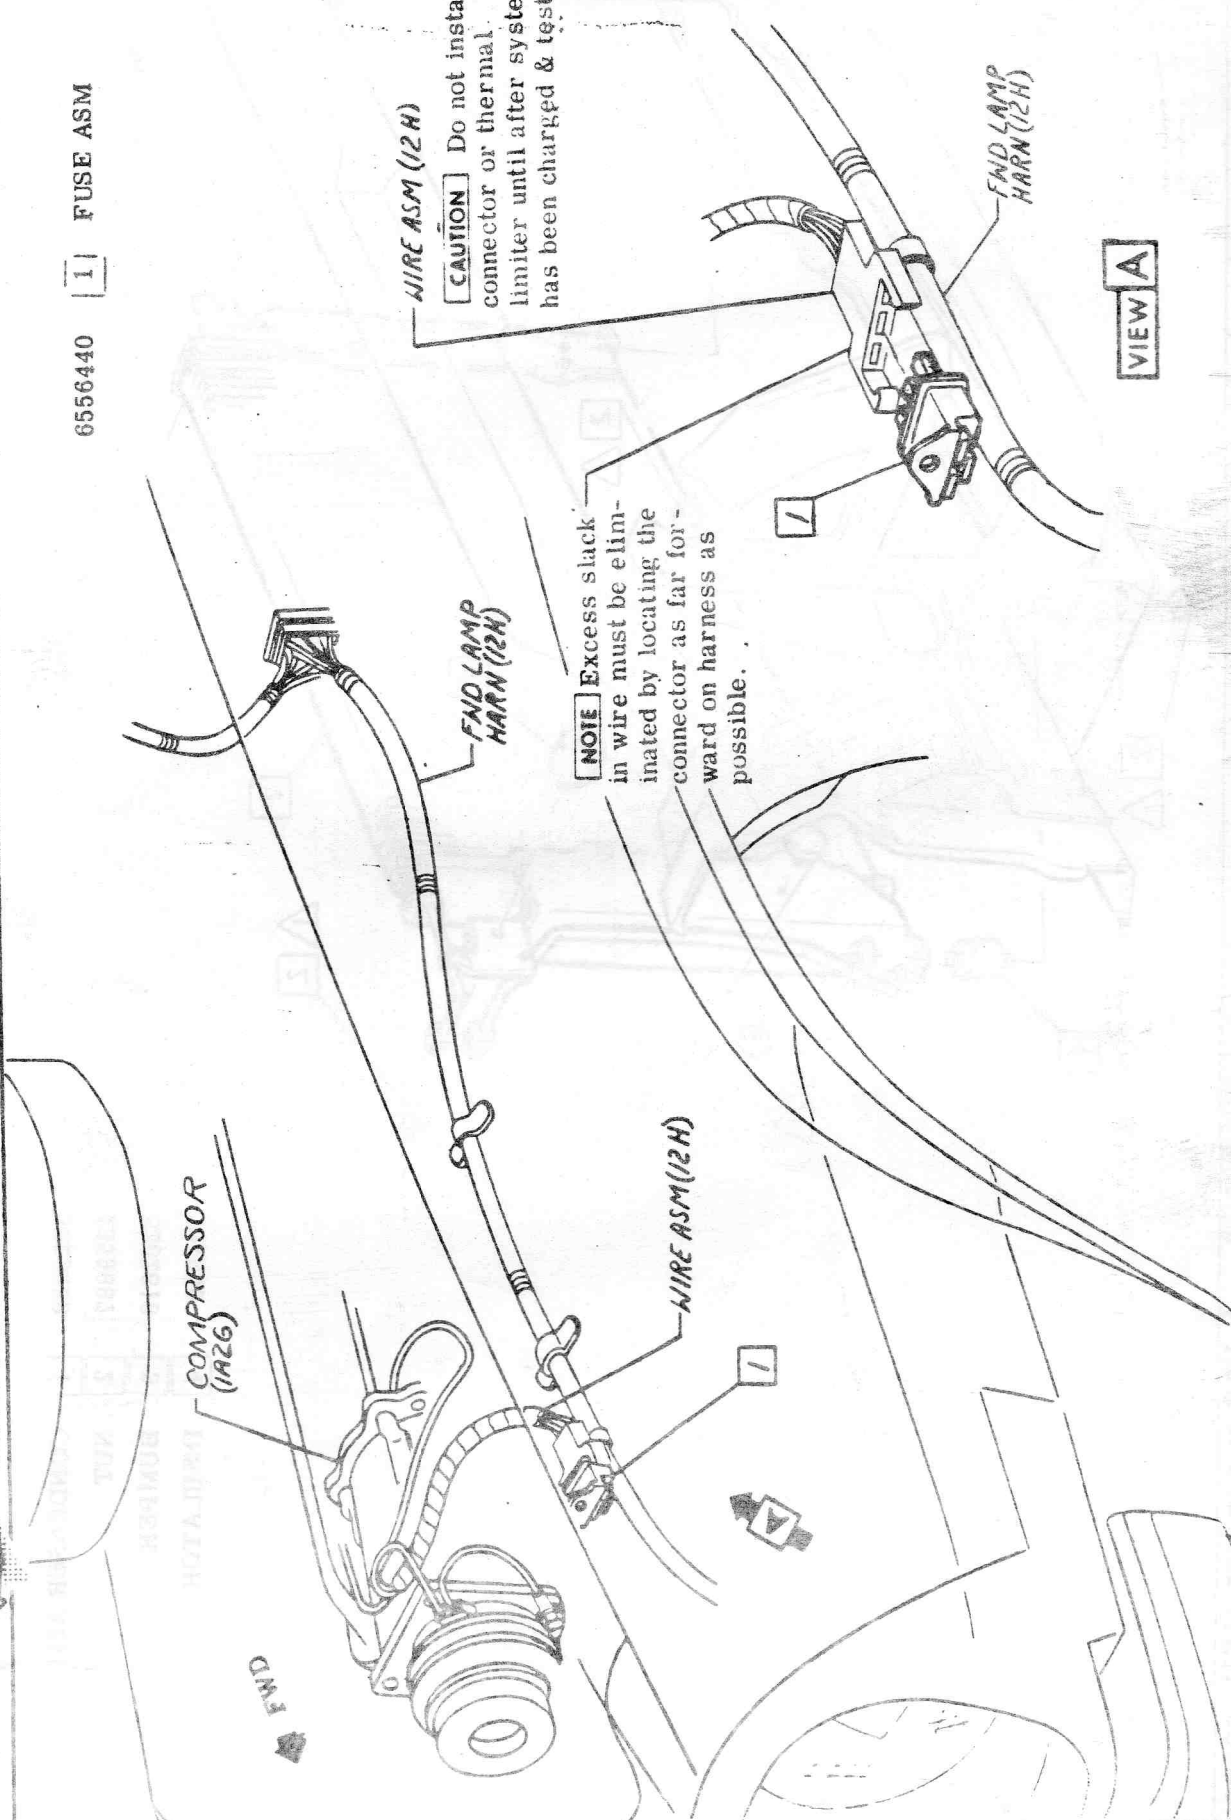 6556440 1 FUSE ASM
WIRE ASM (12H)
CAUTION Do not insta
connector or thermal
limiter until after syste
has been charged & test
FWD LAMP
HARN (12H)
VIEW A
1
NOTE Excess slack
in wire must be elim-
inated by locating the
connector as far for-
ward on harness as
possible.
FWD LAMP
HARN (12H)
COMPRESSOR
(1A2G)
WIRE ASM (12H)
1
A
FWD